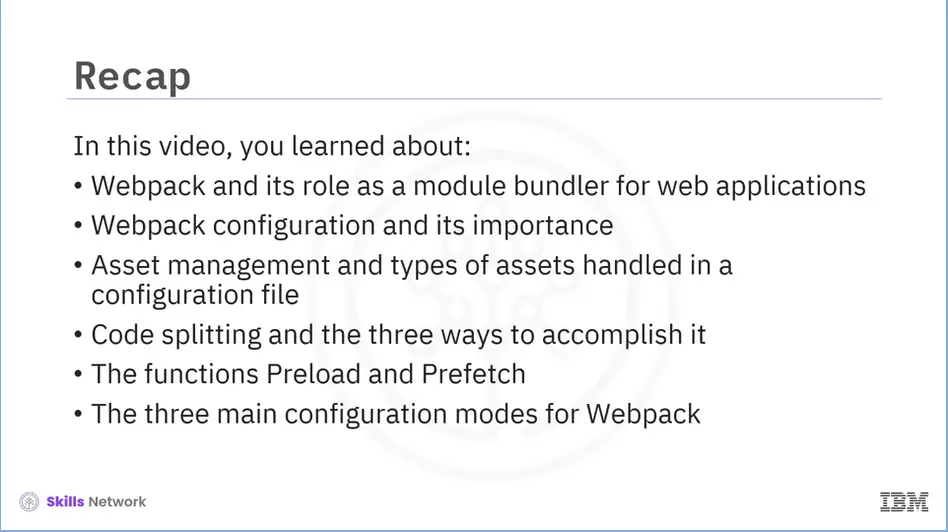 Recap
In this video, you learned about:
• Webpack and its role as a module bundler for web applications
• Webpack configuration and its importance
• Asset management and types of assets handled in a
configuration file
• Code splitting and the three ways to accomplish it
• The functions Preload and Prefetch
• The three main configuration modes for Webpack
Skills Network
IBM